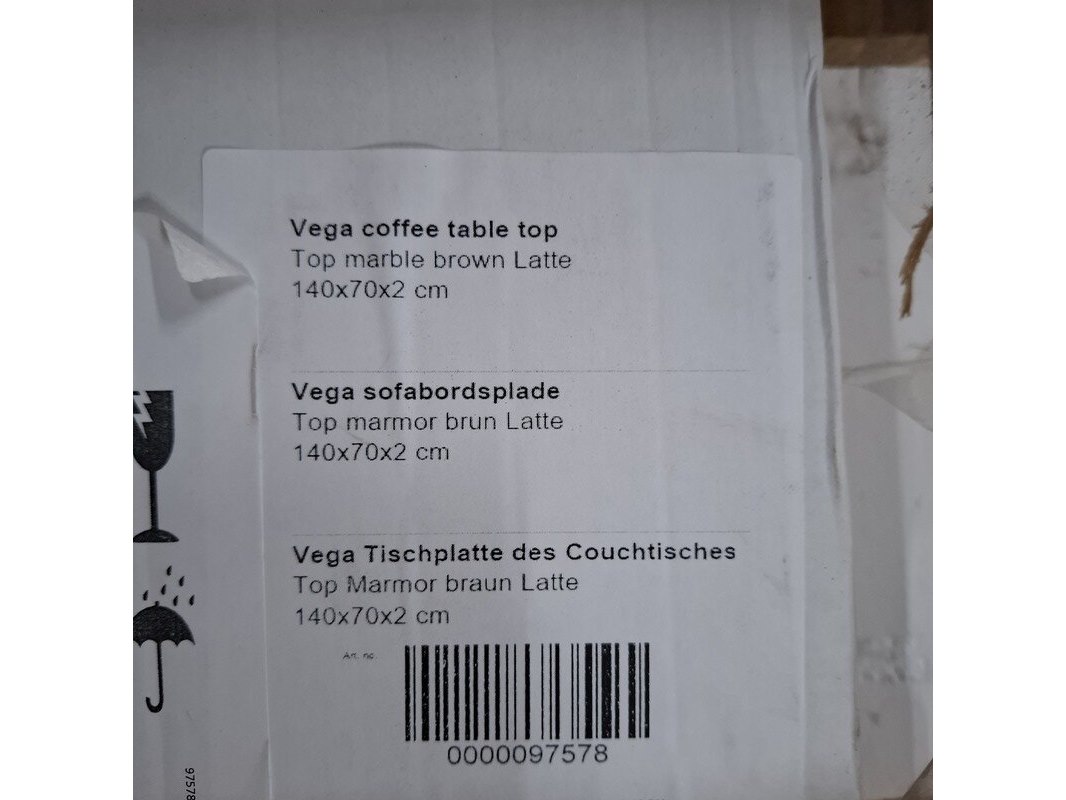 Vega coffee table top
Top marble brown Latte
140x70x2 cm
Vega sofabordsplade
Top marmor brun Latte
140x70x2 cm
Vega Tischplatte des Couchtisches
Top Marmor braun Latte
140x70x2 cm
Art. no.
0000097578
97578